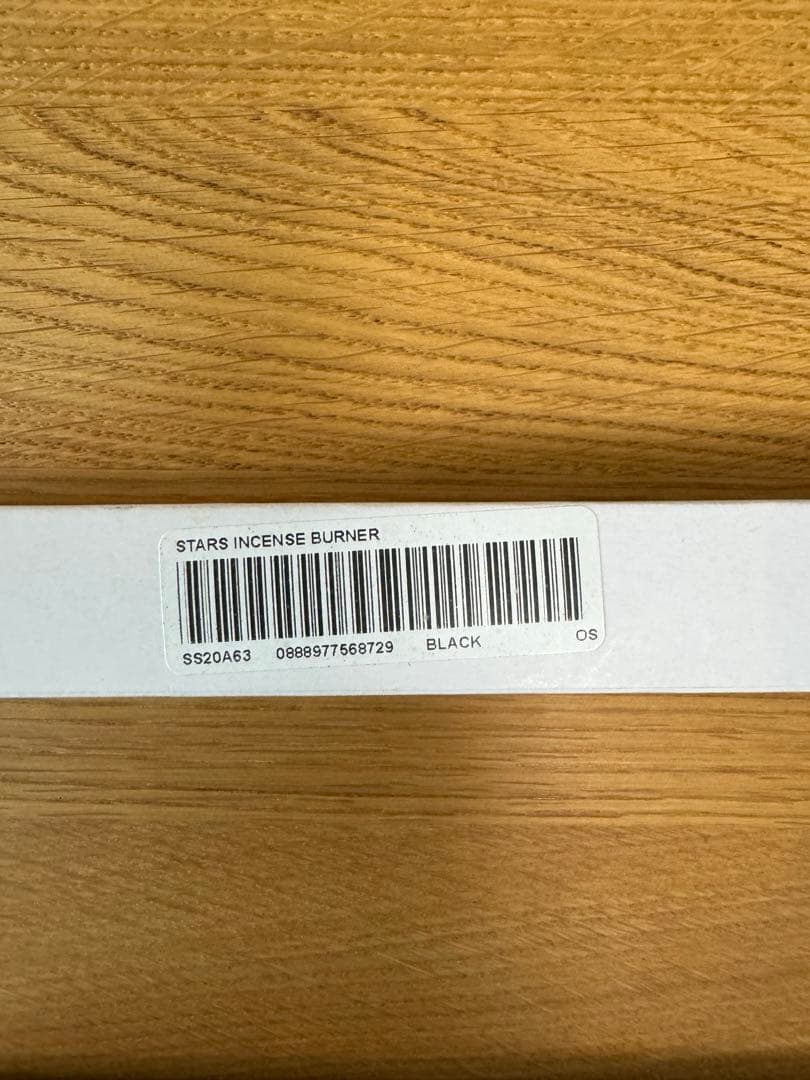 STARS INCENSE BURNER
SS20A63 0888977568729 BLACK OS